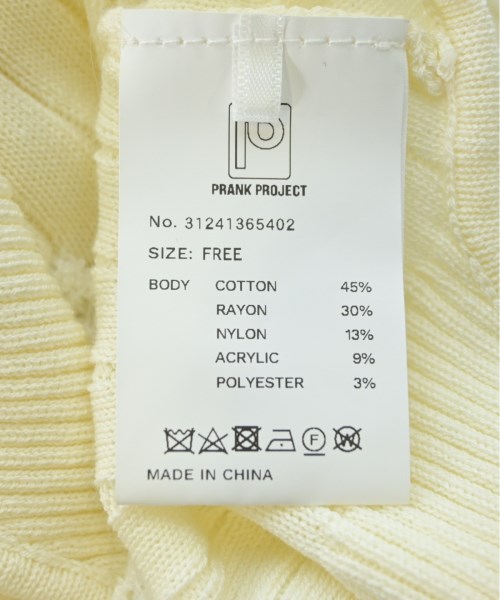 PRANK PROJECT
No. 31241365402
SIZE: FREE
BODY COTTON 45%
RAYON 30%
NYLON 13%
ACRYLIC 9%
POLYESTER 3%
F W
MADE IN CHINA